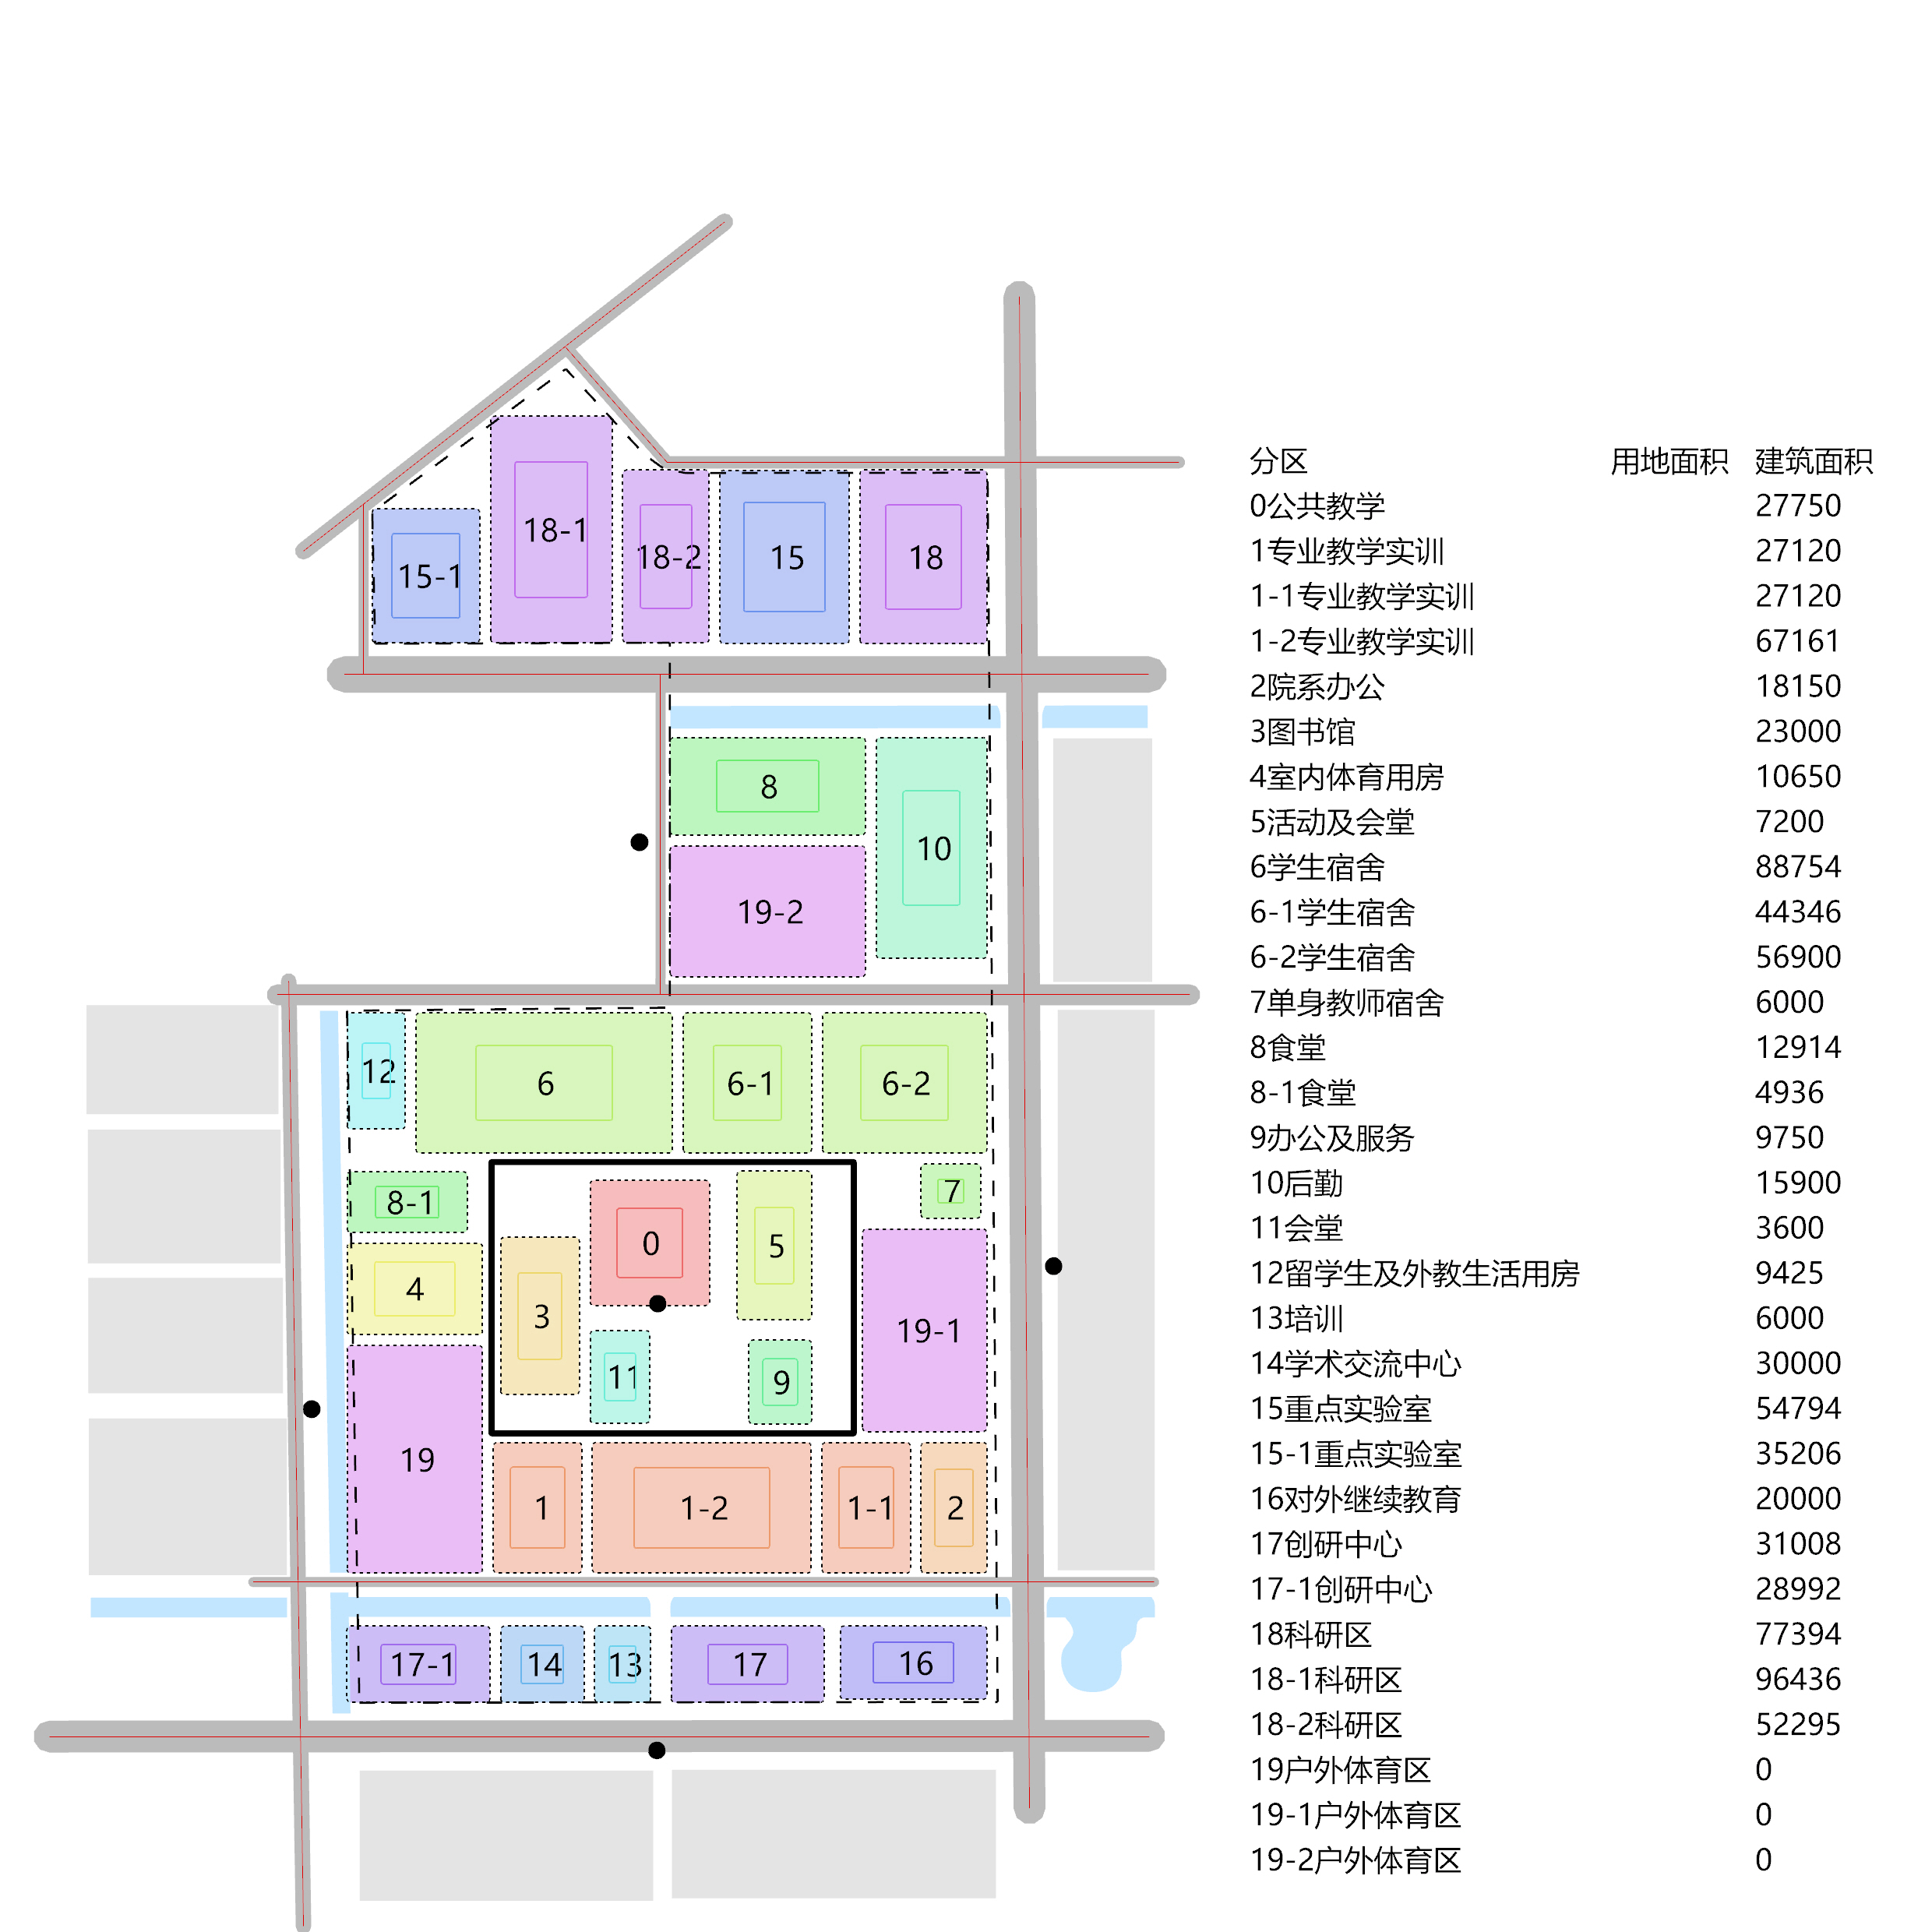 18-1
18-2
15
18
15-1
8
10
19-2
12
6
6-1
6-2
8-1
7
0
5
4
3
19-1
11
9
19
1
1-2
1-1
2
17-1
14
13
17
16
分区 用地面积 建筑面积
0公共教学 27750
1专业教学实训 27120
1-1专业教学实训 27120
1-2专业教学实训 67161
2院系办公 18150
3图书馆 23000
4室内体育用房 10650
5活动及会堂 7200
6学生宿舍 88754
6-1学生宿舍 44346
6-2学生宿舍 56900
7单身教师宿舍 6000
8食堂 12914
8-1食堂 4936
9办公及服务 9750
10后勤 15900
11会堂 3600
12留学生及外教生活用房 9425
13培训 6000
14学术交流中心 30000
15重点实验室 54794
15-1重点实验室 35206
16对外继续教育 20000
17创研中心 31008
17-1创研中心 28992
18科研区 77394
18-1科研区 96436
18-2科研区 52295
19户外体育区 0
19-1户外体育区 0
19-2户外体育区 0